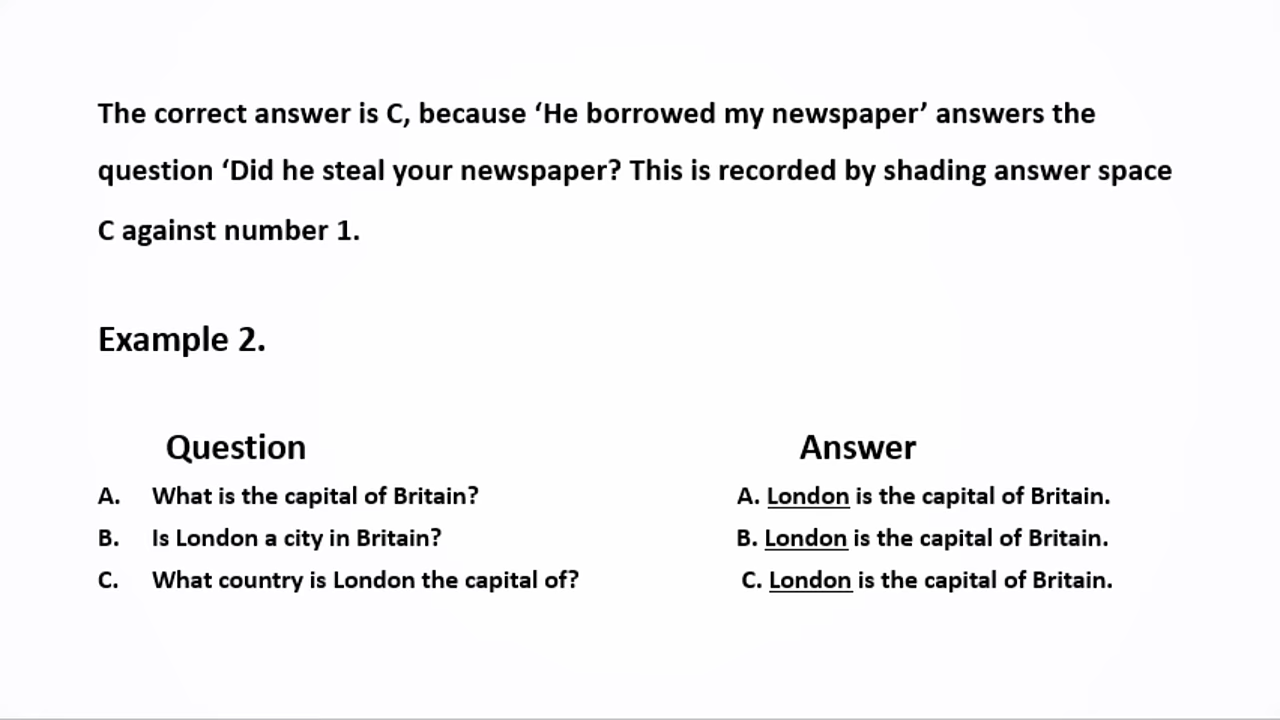 The correct answer is C, because ‘He borrowed my newspaper’ answers the
question ‘Did he steal your newspaper? This is recorded by shading answer space
C against number 1.
Example 2.
Question Answer
A. What is the capital of Britain? A. London is the capital of Britain.
B. Is London a city in Britain? B. London is the capital of Britain.
C. What country is London the capital of? C. London is the capital of Britain.